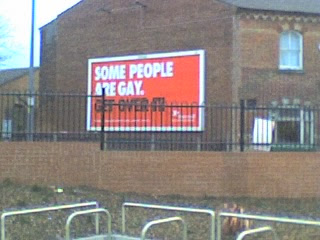 SOME PEOPLE
ARE GAY.
GET OVER IT!